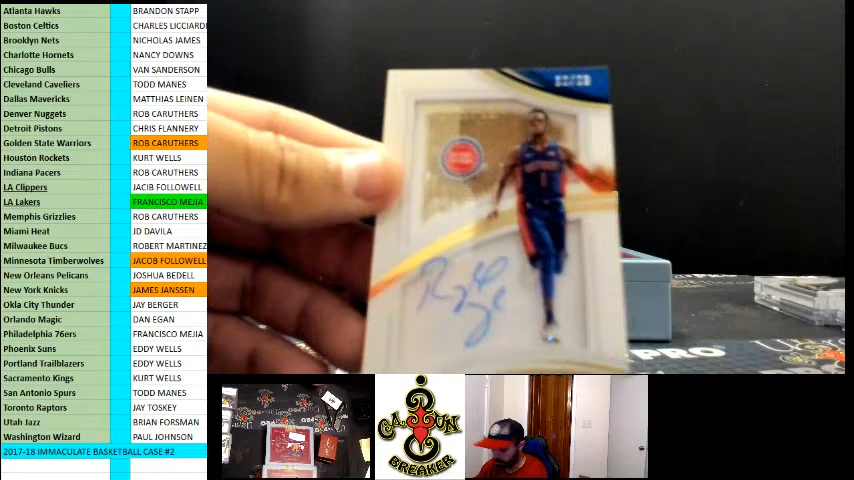 Atlanta Hawks BRANDON STAPP
Boston Celtics CHARLES LICCIARDI
Brooklyn Nets NICHOLAS JAMES
Charlotte Hornets NANCY DOWNS
Chicago Bulls VAN SANDERSON
Cleveland Caveliers TODD MANES
Dallas Mavericks MATTHIAS LEINEN
Denver Nuggets ROB CARUTHERS
Detroit Pistons CHRIS FLANNERY
Golden State Warriors ROB CARUTHERS
Houston Rockets KURT WELLS
Indiana Pacers ROB CARUTHERS
LA Clippers JACIB FOLLOWELL
LA Lakers FRANCISCO MEJIA
Memphis Grizzlies ROB CARUTHERS
Miami Heat JD DAVILA
Milwaukee Bucs ROBERT MARTINEZ
Minnesota Timberwolves JACOB FOLLOWELL
New Orleans Pelicans JOSHUA BEDELL
New York Knicks JAMES JANSSEN
Okla City Thunder JAY BERGER
Orlando Magic DAN EGAN
Philadelphia 76ers FRANCISCO MEJIA
Phoenix Suns EDDY WELLS
Portland Trailblazers EDDY WELLS
Sacramento Kings KURT WELLS
San Antonio Spurs TODD MANES
Toronto Raptors JAY TOSKEY
Utah Jazz BRIAN FORSMAN
Washington Wizard PAUL JOHNSON
2017-18 IMMACULATE BASKETBALL CASE #2
PRO
CAJUN
BREAKER